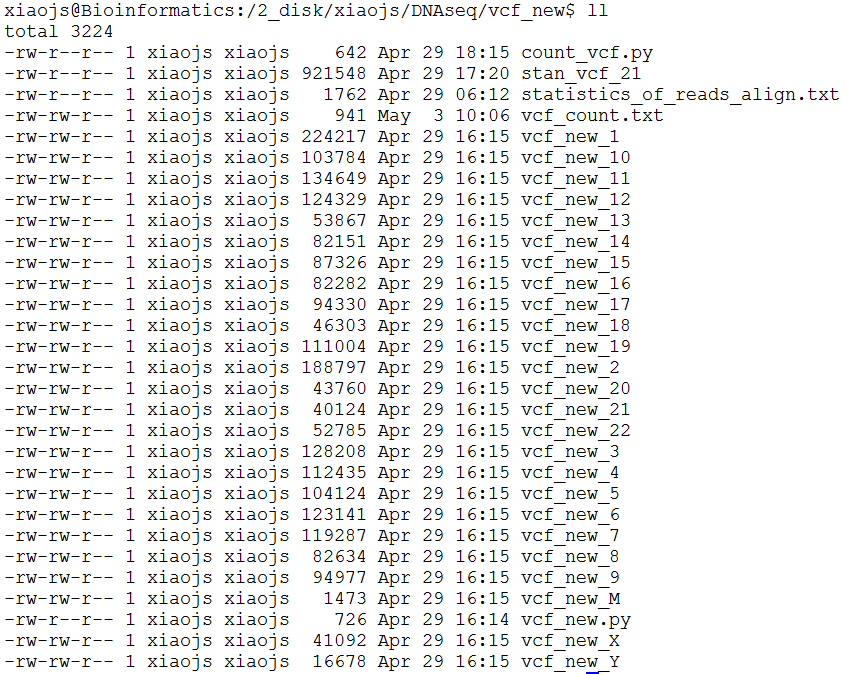 xiaojs@Bioinformatics:/2_disk/xiaojs/DNAseq/vcf_new$ ll
total 3224
-rw-r--r-- 1 xiaojs xiaojs    642 Apr 29 18:15 count_vcf.py
-rw-rw-r-- 1 xiaojs xiaojs 921548 Apr 29 17:20 stan_vcf_21
-rw-r--r-- 1 xiaojs xiaojs   1762 Apr 29 06:12 statistics_of_reads_align.txt
-rw-rw-r-- 1 xiaojs xiaojs    941 May  3 10:06 vcf_count.txt
-rw-rw-r-- 1 xiaojs xiaojs 224217 Apr 29 16:15 vcf_new_1
-rw-rw-r-- 1 xiaojs xiaojs 103784 Apr 29 16:15 vcf_new_10
-rw-rw-r-- 1 xiaojs xiaojs 134649 Apr 29 16:15 vcf_new_11
-rw-rw-r-- 1 xiaojs xiaojs 124329 Apr 29 16:15 vcf_new_12
-rw-rw-r-- 1 xiaojs xiaojs  53867 Apr 29 16:15 vcf_new_13
-rw-rw-r-- 1 xiaojs xiaojs  82151 Apr 29 16:15 vcf_new_14
-rw-rw-r-- 1 xiaojs xiaojs  87326 Apr 29 16:15 vcf_new_15
-rw-rw-r-- 1 xiaojs xiaojs  82282 Apr 29 16:15 vcf_new_16
-rw-rw-r-- 1 xiaojs xiaojs  94330 Apr 29 16:15 vcf_new_17
-rw-rw-r-- 1 xiaojs xiaojs  46303 Apr 29 16:15 vcf_new_18
-rw-rw-r-- 1 xiaojs xiaojs 111004 Apr 29 16:15 vcf_new_19
-rw-rw-r-- 1 xiaojs xiaojs 188797 Apr 29 16:15 vcf_new_2
-rw-rw-r-- 1 xiaojs xiaojs  43760 Apr 29 16:15 vcf_new_20
-rw-rw-r-- 1 xiaojs xiaojs  40124 Apr 29 16:15 vcf_new_21
-rw-rw-r-- 1 xiaojs xiaojs  52785 Apr 29 16:15 vcf_new_22
-rw-rw-r-- 1 xiaojs xiaojs 128208 Apr 29 16:15 vcf_new_3
-rw-rw-r-- 1 xiaojs xiaojs 112435 Apr 29 16:15 vcf_new_4
-rw-rw-r-- 1 xiaojs xiaojs 104124 Apr 29 16:15 vcf_new_5
-rw-rw-r-- 1 xiaojs xiaojs 123141 Apr 29 16:15 vcf_new_6
-rw-rw-r-- 1 xiaojs xiaojs 119287 Apr 29 16:15 vcf_new_7
-rw-rw-r-- 1 xiaojs xiaojs  82634 Apr 29 16:15 vcf_new_8
-rw-rw-r-- 1 xiaojs xiaojs  94977 Apr 29 16:15 vcf_new_9
-rw-rw-r-- 1 xiaojs xiaojs   1473 Apr 29 16:15 vcf_new_M
-rw-r--r-- 1 xiaojs xiaojs    726 Apr 29 16:14 vcf_new.py
-rw-rw-r-- 1 xiaojs xiaojs  41092 Apr 29 16:15 vcf_new_X
-rw-rw-r-- 1 xiaojs xiaojs  16678 Apr 29 16:15 vcf_new_Y